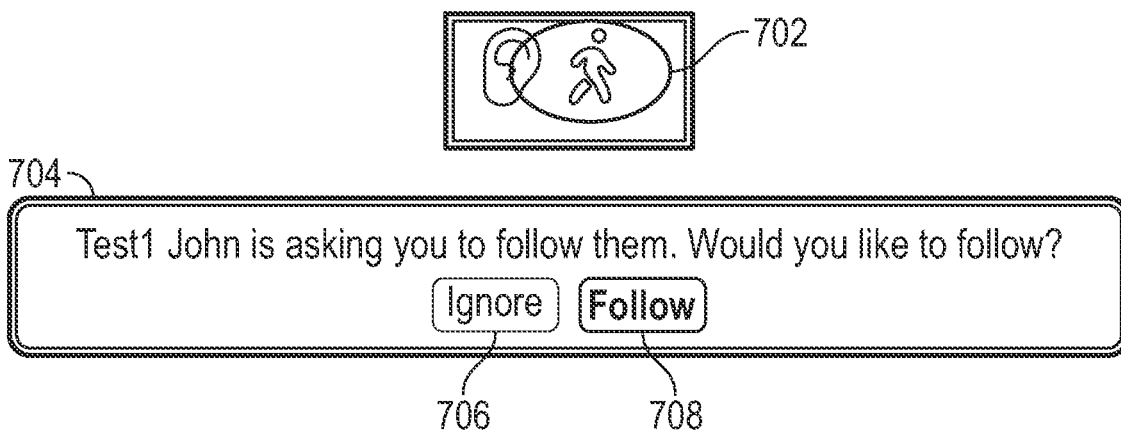 702
704
Test1 John is asking you to follow them. Would you like to follow?
Ignore Follow
706 708